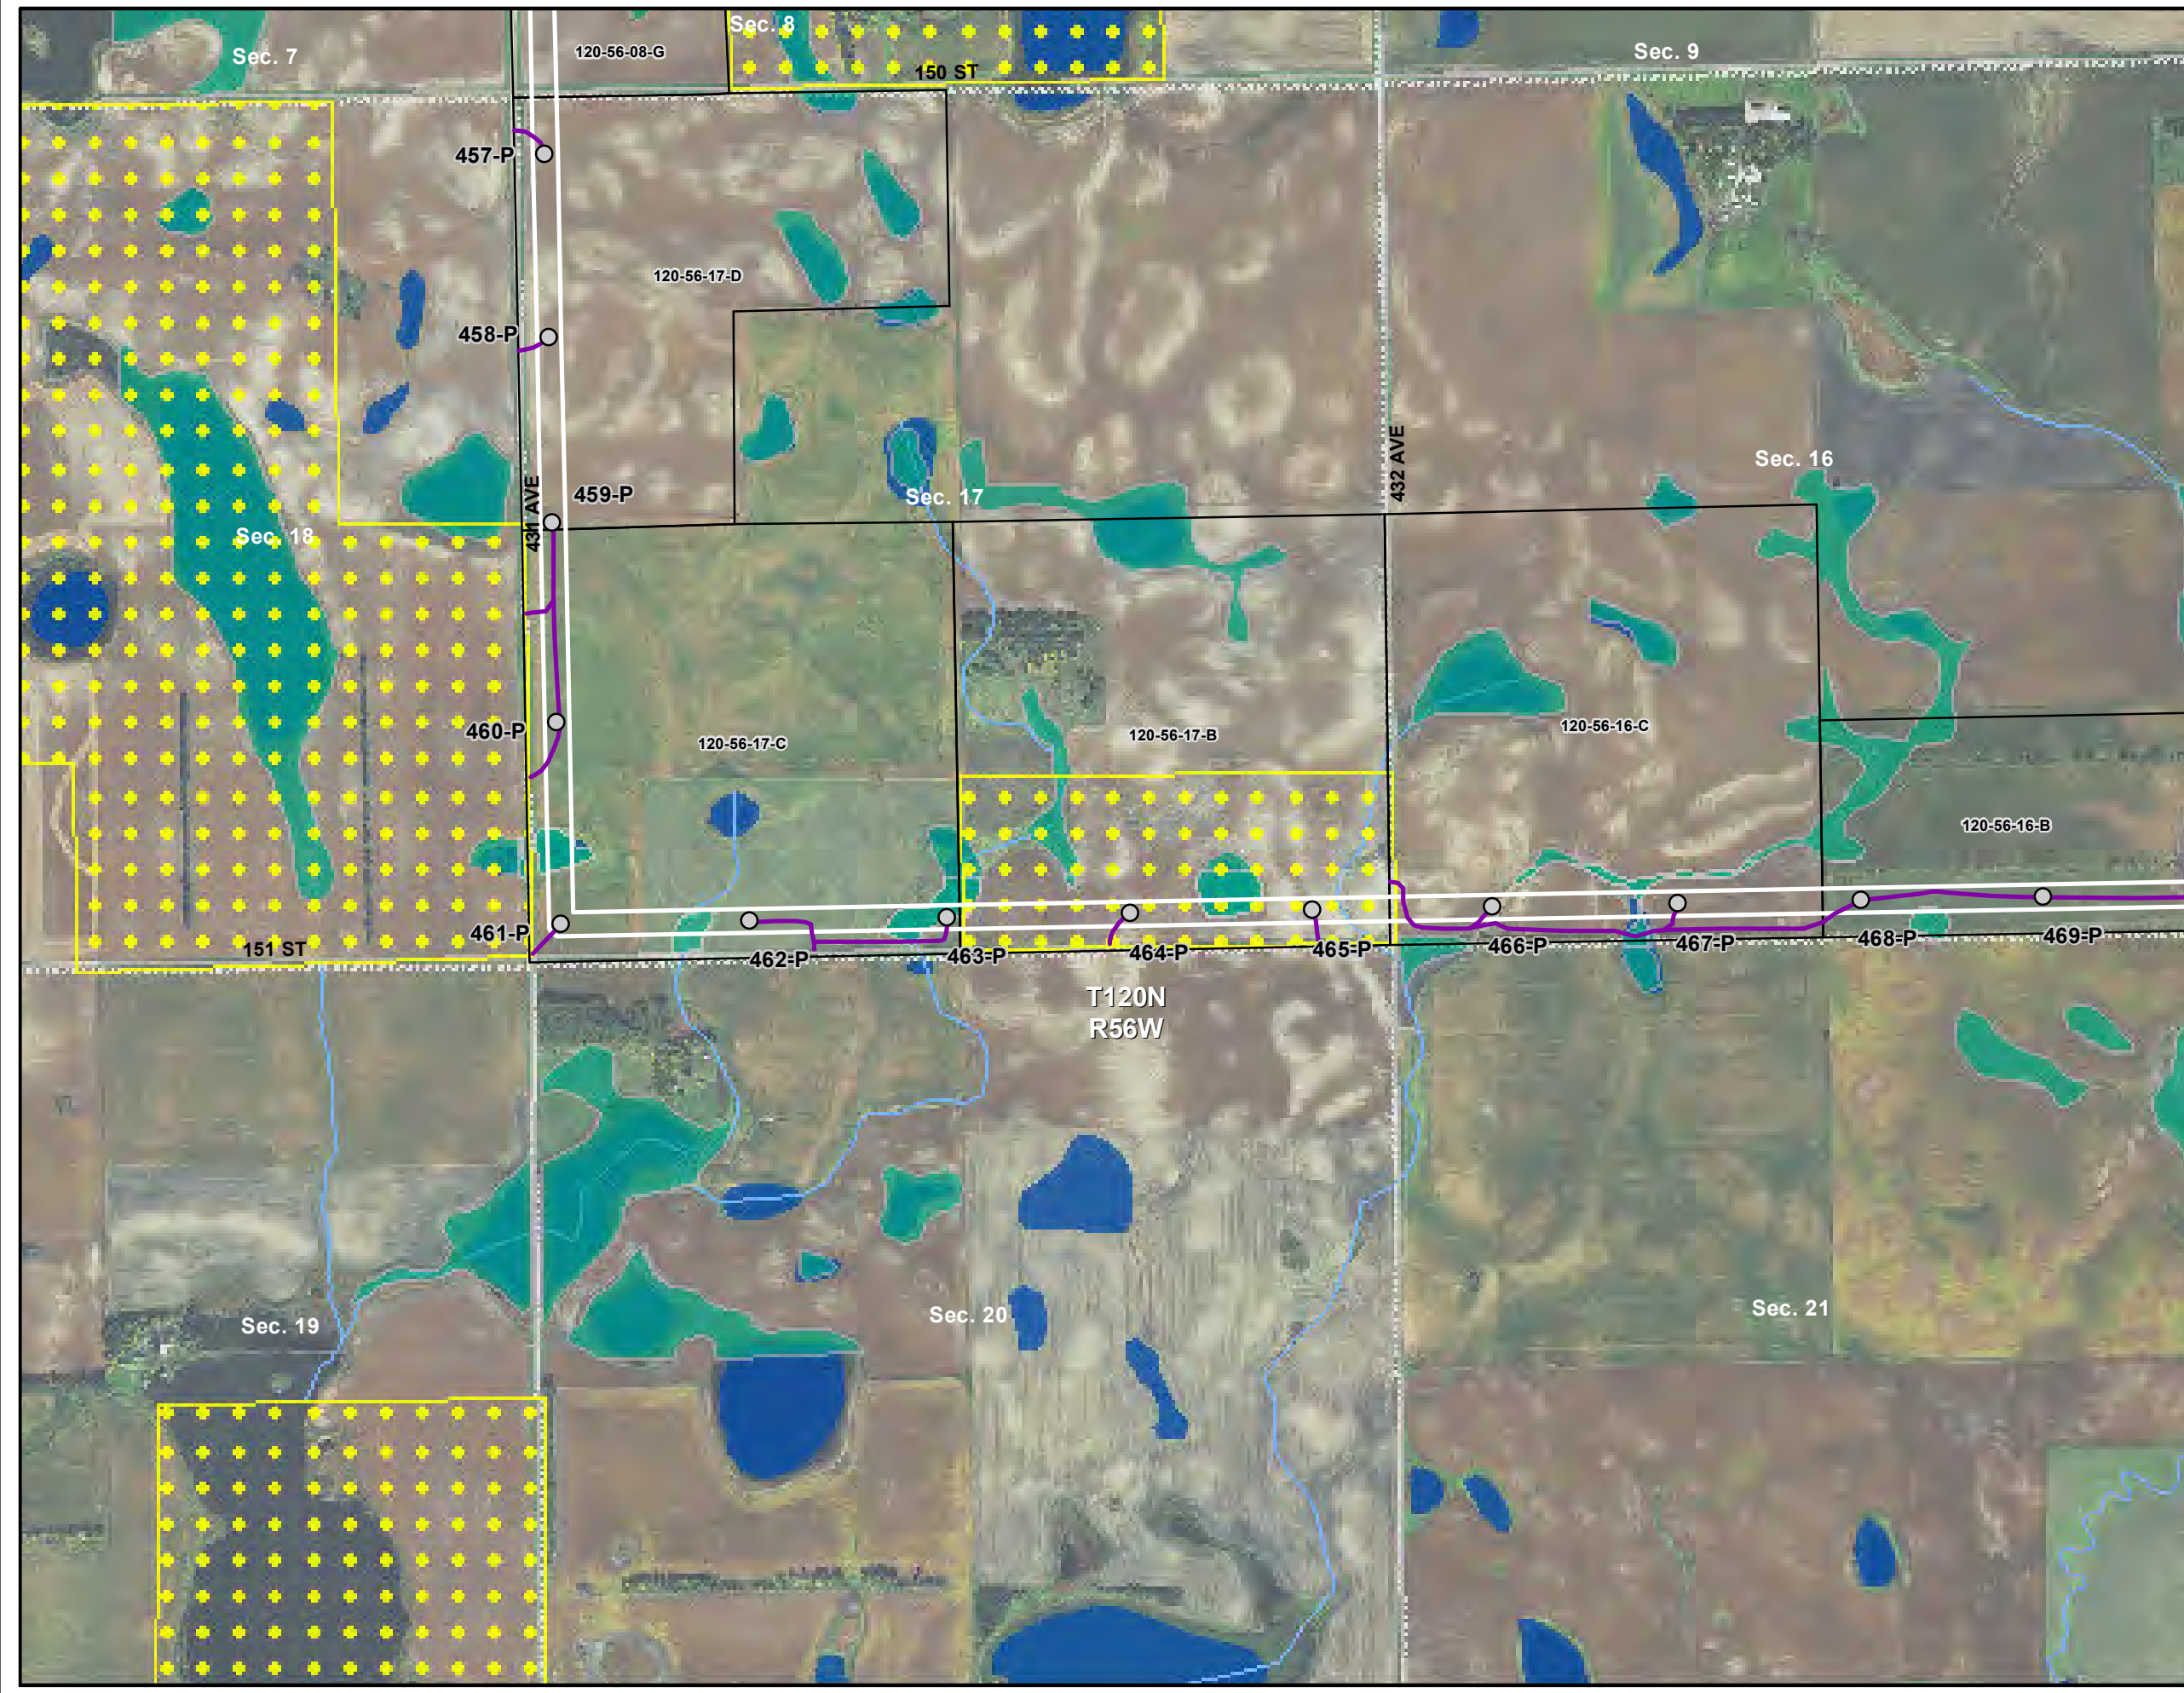 Sec. 8
Sec. 7
120-56-08-G
Sec. 9
150 ST
457-P
120-56-17-D
458-P
432 AVE
Sec. 16
459-P
Sec. 17
431 AVE
Sec. 18
460-P
120-56-17-C
120-56-17-B
120-56-16-C
120-56-16-B
461-P
151 ST
462-P
463-P
464-P
465-P
466-P
467-P
468-P
469-P
T120N
R56W
Sec. 19
Sec. 20
Sec. 21